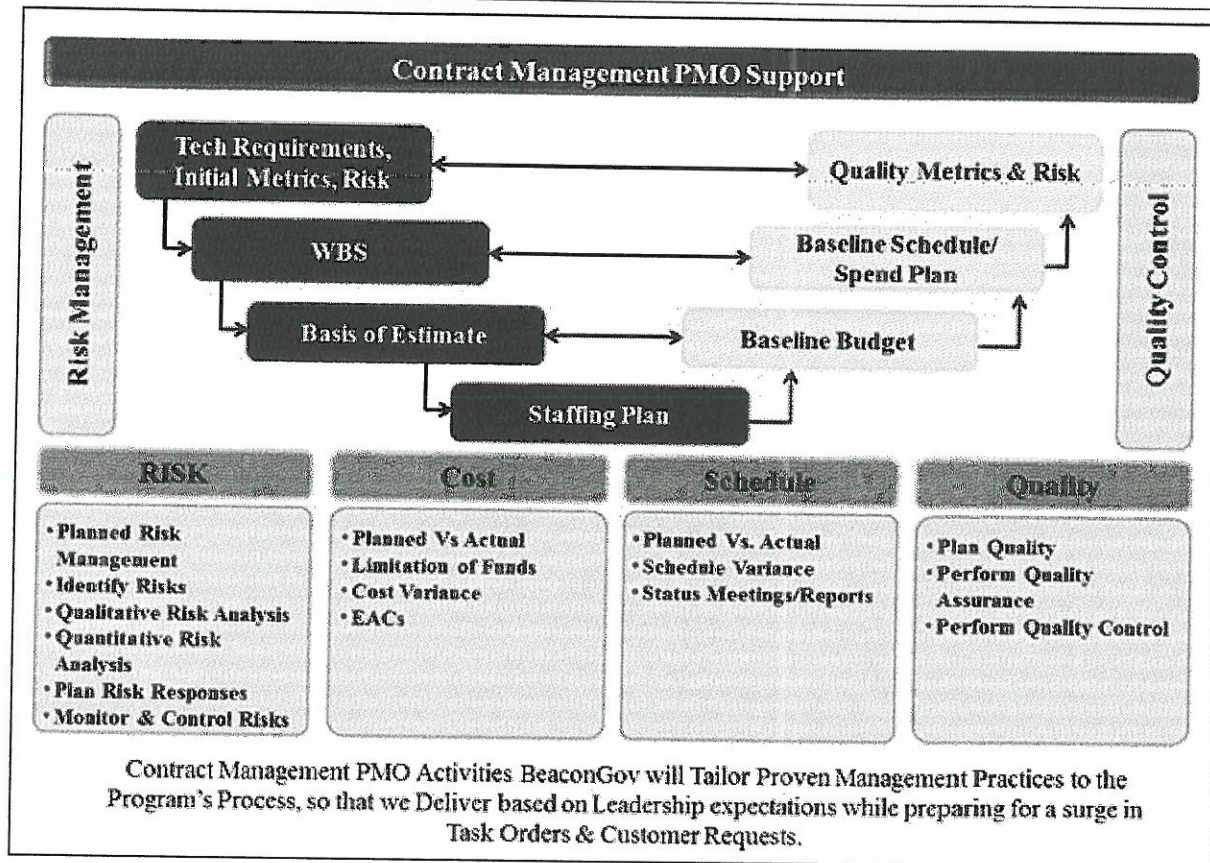 Contract Management PMO Support
Risk Management
Tech Requirements,
Initial Metrics, Risk
Quality Metrics & Risk
Quality Control
WBS
Baseline Schedule/
Spend Plan
Basis of Estimate
Baseline Budget
Staffing Plan
RISK
• Planned Risk
Management
• Identify Risks
• Qualitative Risk Analysis
• Quantitative Risk
Analysis
• Plan Risk Responses
• Monitor & Control Risks
Cost
• Planned Vs Actual
• Limitation of Funds
• Cost Variance
• EACs
Schedule
• Planned Vs. Actual
• Schedule Variance
• Status Meetings/Reports
Quality
• Plan Quality
• Perform Quality
Assurance
• Perform Quality Control
Contract Management PMO Activities BeaconGov will Tailor Proven Management Practices to the
Program's Process, so that we Deliver based on Leadership expectations while preparing for a surge in
Task Orders & Customer Requests.